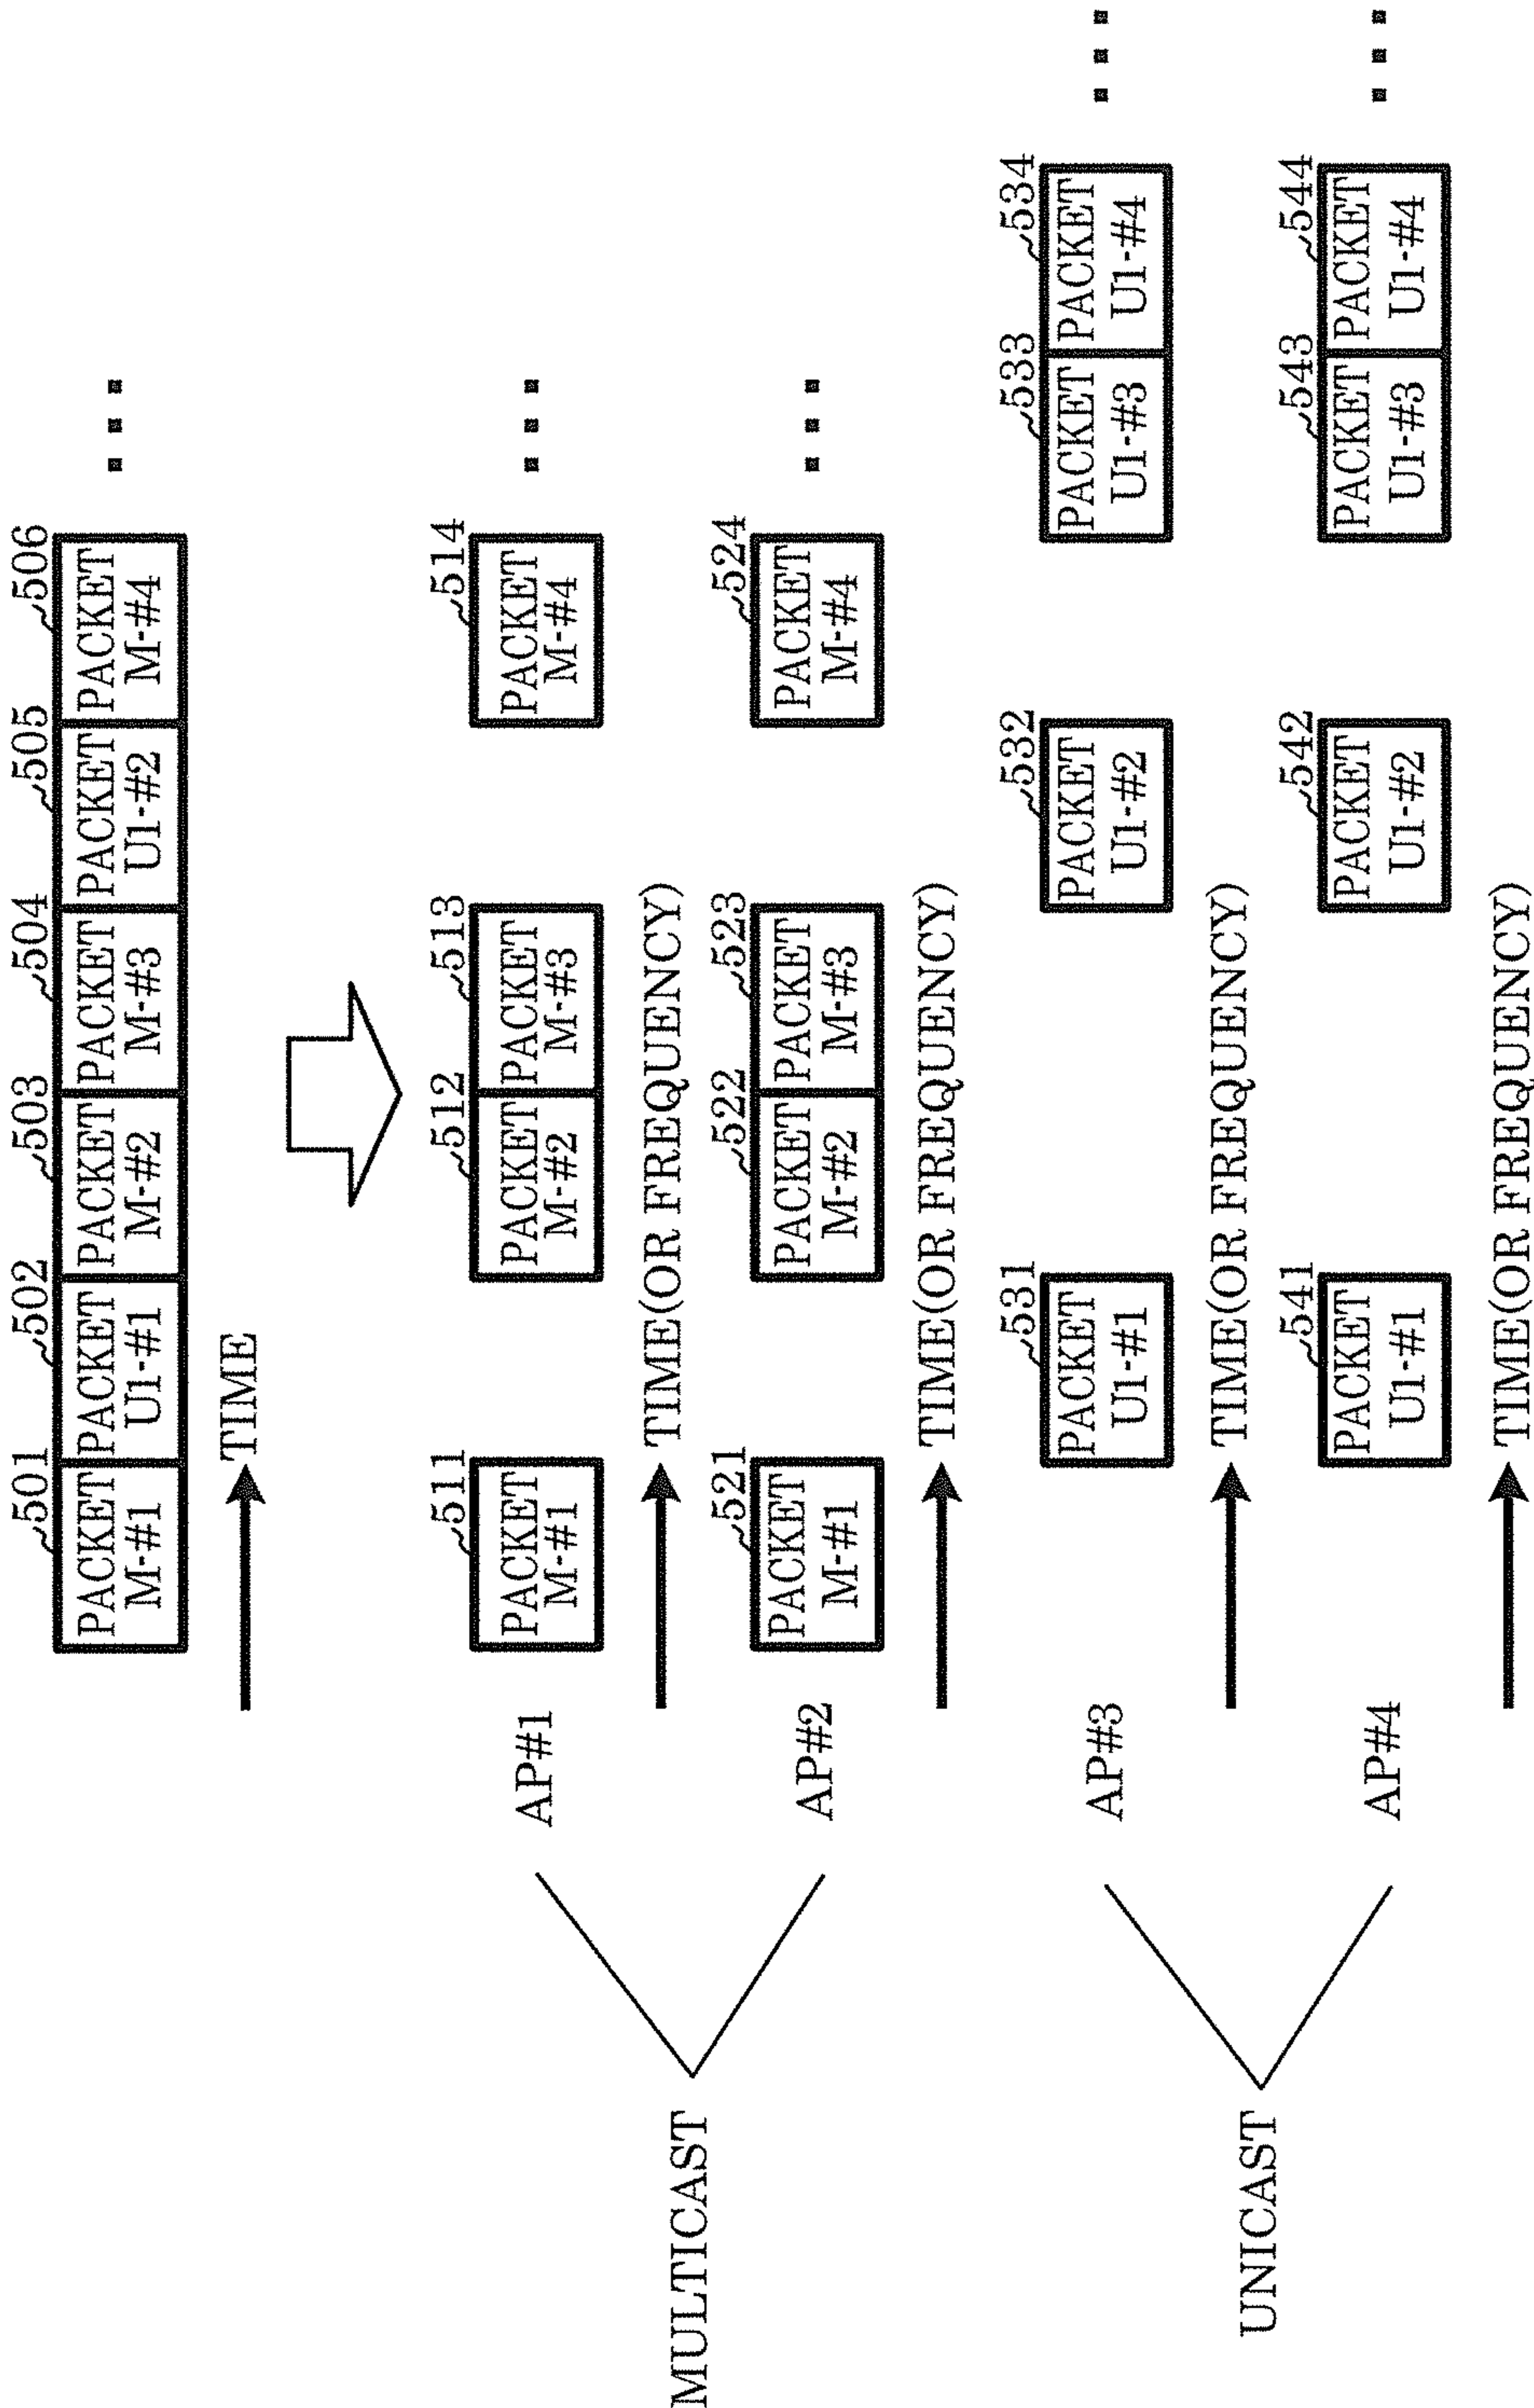 501 502 503 504 505 506
PACKET PACKET PACKET PACKET PACKET PACKET
M-#1 U1-#1 M-#2 M-#3 U1-#2 M-#4
TIME
MULTICAST
AP#1
511 512 513 514
PACKET PACKET PACKET PACKET
M-#1 M-#2 M-#3 M-#4
TIME(OR FREQUENCY)
AP#2
521 522 523 524
PACKET PACKET PACKET PACKET
M-#1 M-#2 M-#3 M-#4
TIME(OR FREQUENCY)
UNICAST
AP#3
531 532 533 534
PACKET PACKET PACKET PACKET
U1-#1 U1-#2 U1-#3 U1-#4
TIME(OR FREQUENCY)
AP#4
541 542 543 544
PACKET PACKET PACKET PACKET
U1-#1 U1-#2 U1-#3 U1-#4
TIME(OR FREQUENCY)